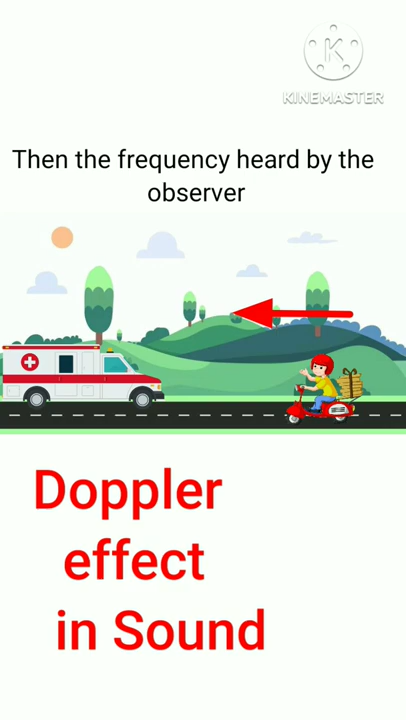 KINEMASTER
Then the frequency heard by the
observer
Doppler
effect
in Sound